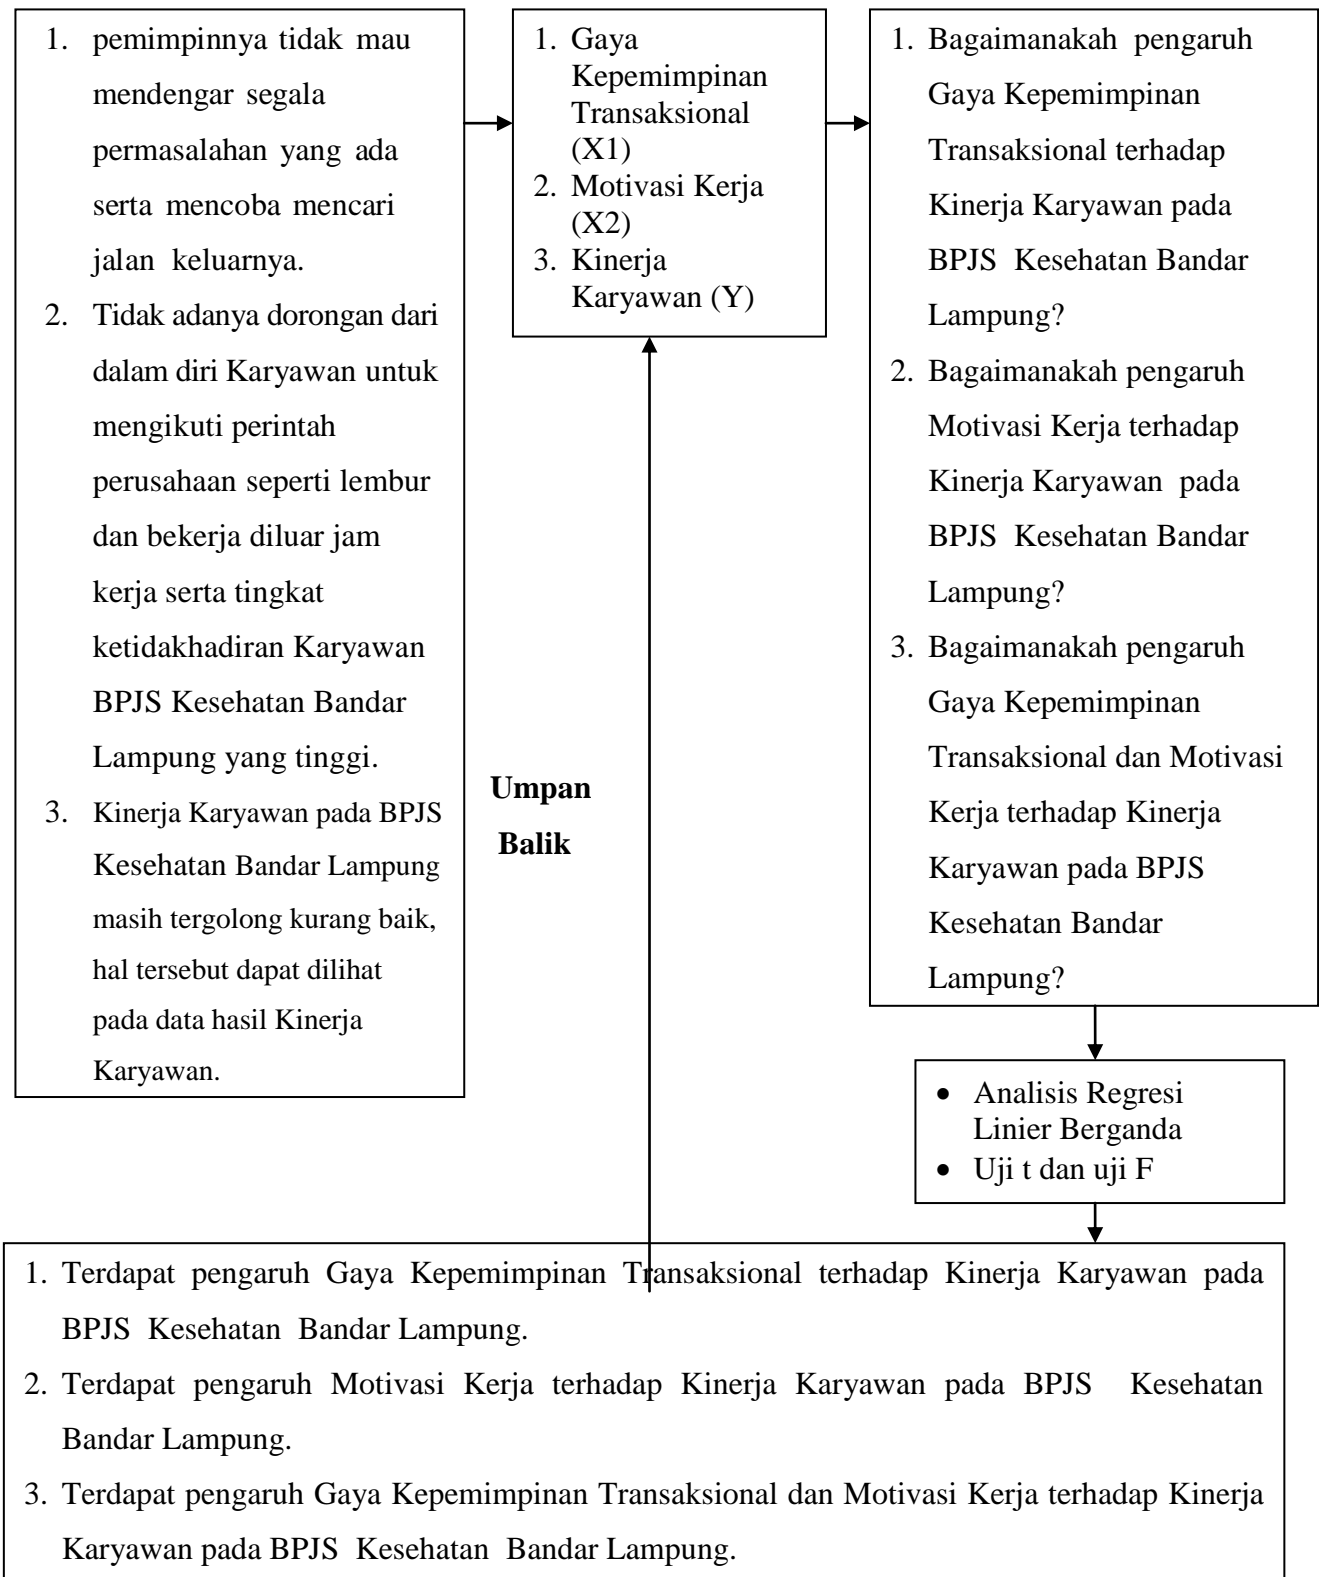 1. pemimpinnya tidak mau
mendengar segala
permasalahan yang ada
serta mencoba mencari
jalan keluarnya.
2. Tidak adanya dorongan dari
dalam diri Karyawan untuk
mengikuti perintah
perusahaan seperti lembur
dan bekerja diluar jam
kerja serta tingkat
ketidakhadiran Karyawan
BPJS Kesehatan Bandar
Lampung yang tinggi.
3. Kinerja Karyawan pada BPJS
Kesehatan Bandar Lampung
masih tergolong kurang baik,
hal tersebut dapat dilihat
pada data hasil Kinerja
Karyawan.
1. Gaya
Kepemimpinan
Transaksional
(X1)
2. Motivasi Kerja
(X2)
3. Kinerja
Karyawan (Y)
1. Bagaimanakah pengaruh
Gaya Kepemimpinan
Transaksional terhadap
Kinerja Karyawan pada
BPJS Kesehatan Bandar
Lampung?
2. Bagaimanakah pengaruh
Motivasi Kerja terhadap
Kinerja Karyawan pada
BPJS Kesehatan Bandar
Lampung?
3. Bagaimanakah pengaruh
Gaya Kepemimpinan
Transaksional dan Motivasi
Kerja terhadap Kinerja
Karyawan pada BPJS
Kesehatan Bandar
Lampung?
Umpan
Balik
• Analisis Regresi
Linier Berganda
• Uji t dan uji F
1. Terdapat pengaruh Gaya Kepemimpinan Transaksional terhadap Kinerja Karyawan pada
BPJS Kesehatan Bandar Lampung.
2. Terdapat pengaruh Motivasi Kerja terhadap Kinerja Karyawan pada BPJS Kesehatan
Bandar Lampung.
3. Terdapat pengaruh Gaya Kepemimpinan Transaksional dan Motivasi Kerja terhadap Kinerja
Karyawan pada BPJS Kesehatan Bandar Lampung.